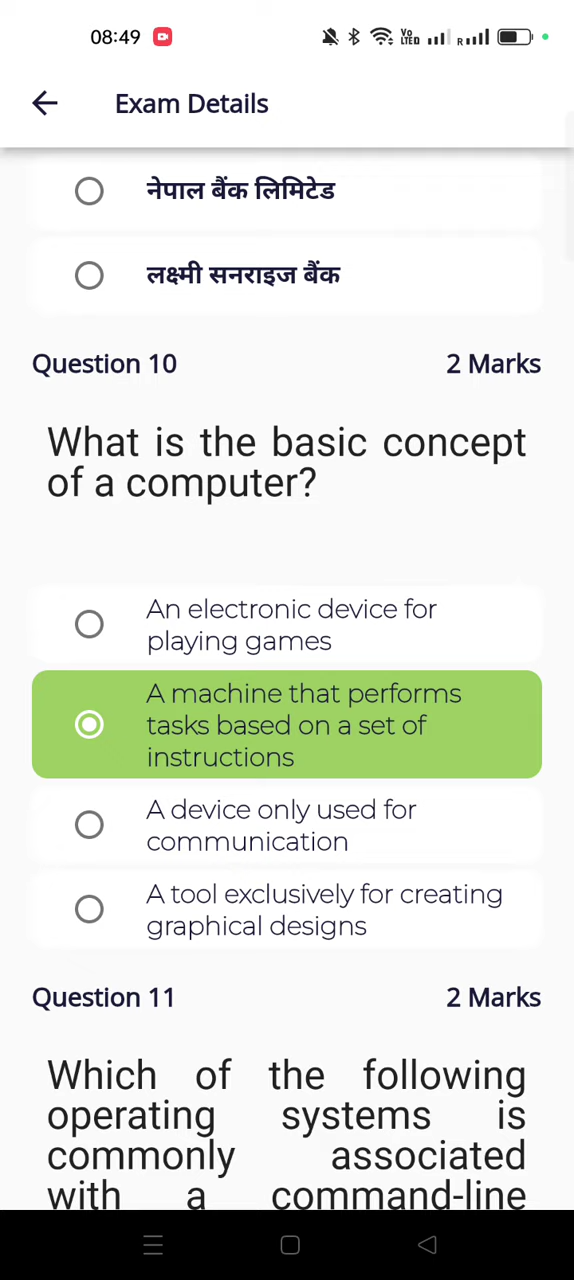 08:49
Vo
LTE
R
Exam Details
नेपाल बैंक लिमिटेड
लक्ष्मी सनराइज बैंक
Question 10 2 Marks
What is the basic concept
of a computer?
An electronic device for
playing games
A machine that performs
tasks based on a set of
instructions
A device only used for
communication
A tool exclusively for creating
graphical designs
Question 11 2 Marks
Which of the following
operating systems is
commonly associated
with a command-line